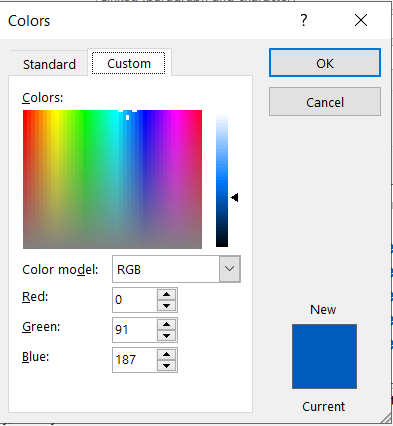 Colors
?
Standard
Custom
OK
Cancel
Colors:
Color model:
RGB
Red:
0
Green:
91
Blue:
187
New
Current